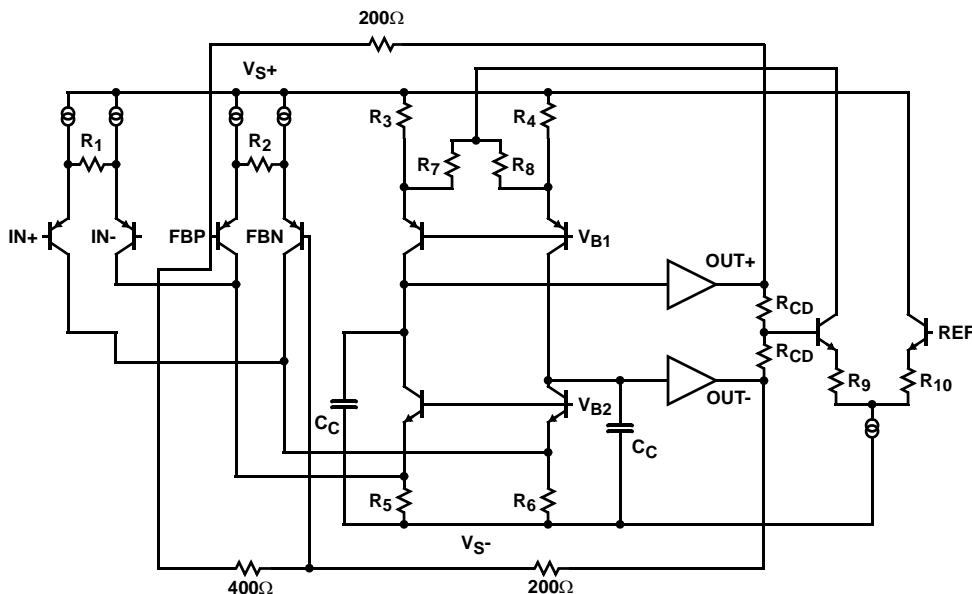 200Ω
VS+
R3
R4
R1
R2
R7
R8
IN+
IN-
FBP
FBN
VB1
OUT+
RCD
REF
RCD
R9
R10
VB2
OUT-
CC
CC
R5
R6
VS-
400Ω
200Ω